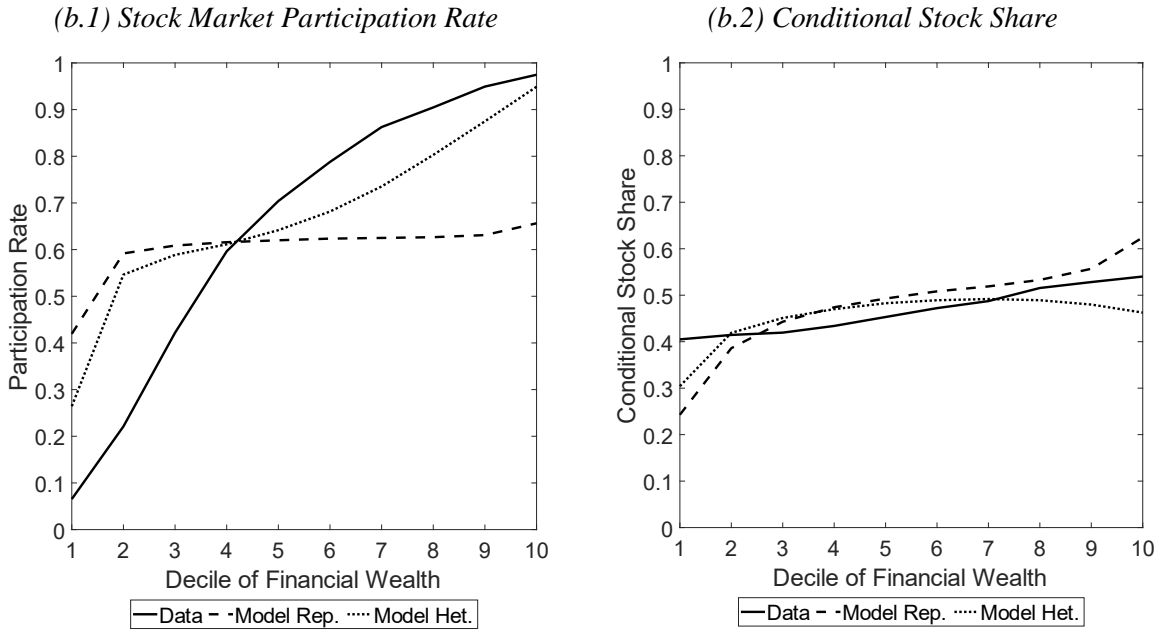 (b.1) Stock Market Participation Rate
1
0.9
0.8
0.7
0.6
0.5
0.4
0.3
0.2
0.1
0
Participation Rate
1 2 3 4 5 6 7 8 9 10
Decile of Financial Wealth
Data Model Rep. Model Het.
(b.2) Conditional Stock Share
1
0.9
0.8
0.7
0.6
0.5
0.4
0.3
0.2
0.1
0
Conditional Stock Share
1 2 3 4 5 6 7 8 9 10
Decile of Financial Wealth
Data Model Rep. Model Het.